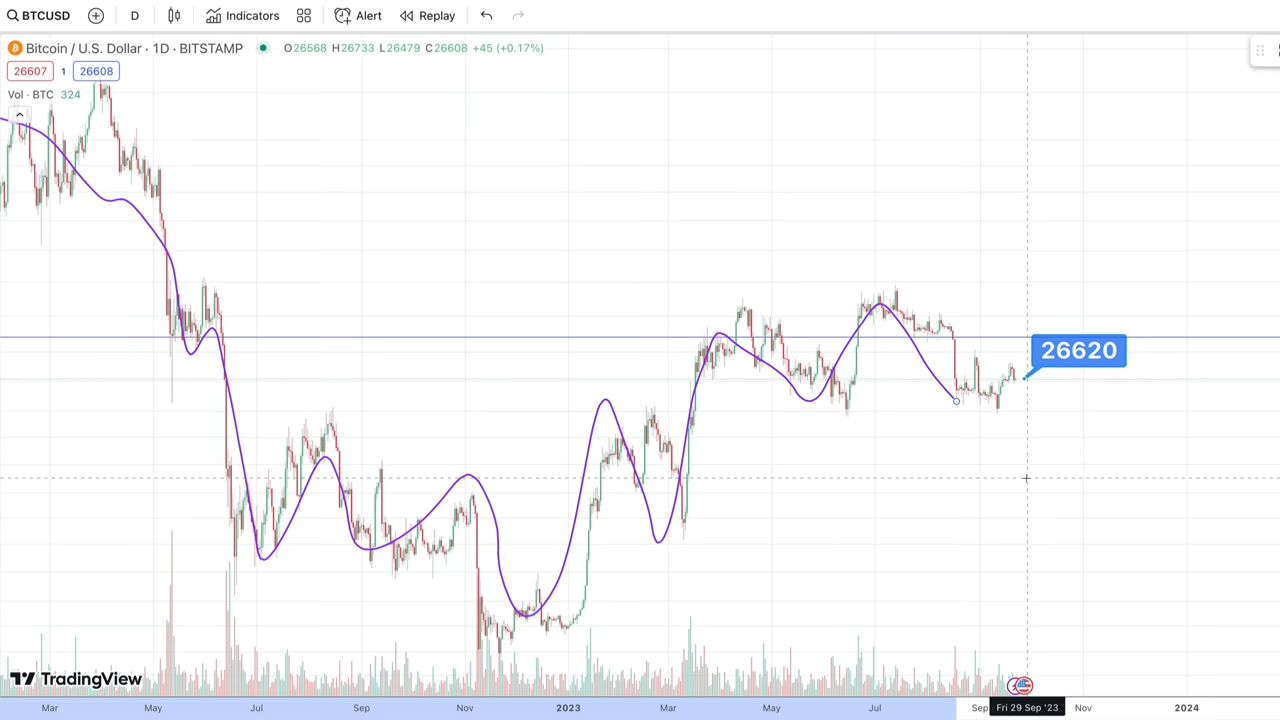 BTCUSD D Indicators Alert Replay
Bitcoin / U.S. Dollar · 1D · BITSTAMP O26568 H26733 L26479 C26608 +45 (+0.17%)
26607 1 26608
Vol · BTC 324
26620
TradingView
Mar May Jul Sep Nov 2023 Mar May Jul Sep Fri 29 Sep '23 Nov 2024